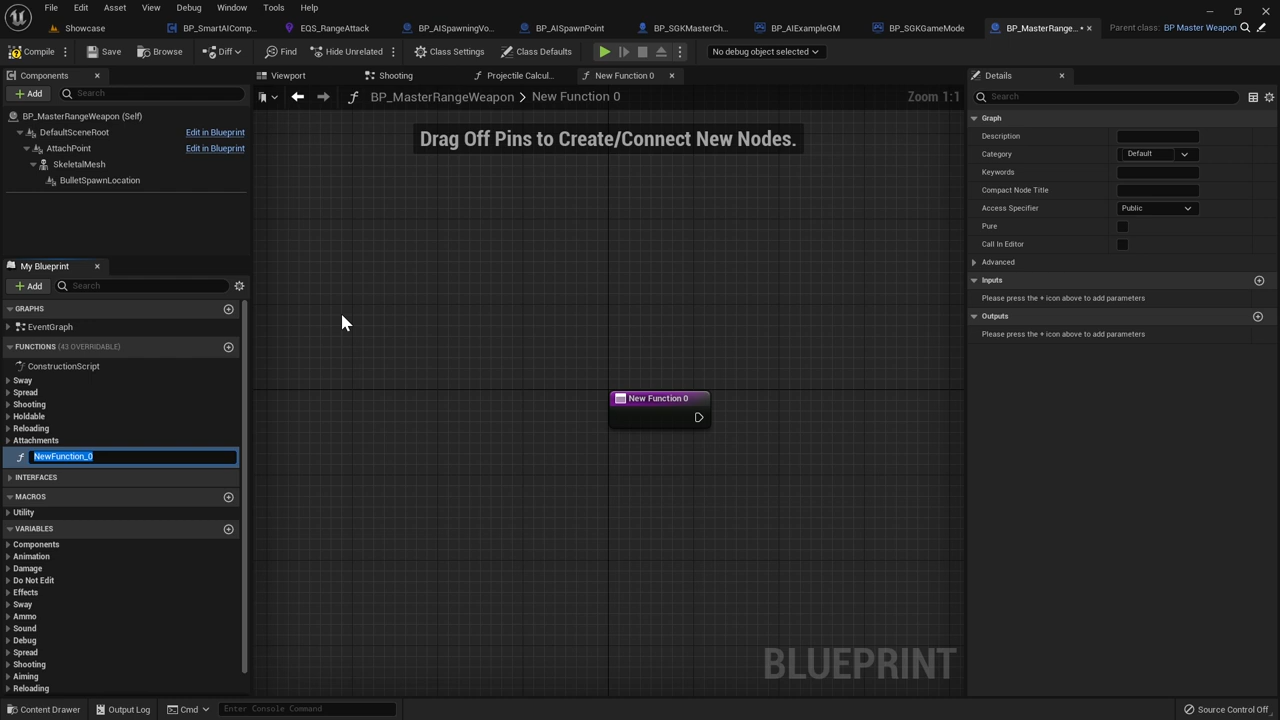 File Edit Asset View Debug Window Tools Help
Showcase
BP_SmartAIComp...
EQS_RangeAttack
BP_AISpawningVo...
BP_AISpawnPoint
BP_SGKMasterCh...
BP_AIExampleGM
BP_SGKGameMode
BP_MasterRange...
Parent class: BP Master Weapon
Compile
Save
Browse
Diff
Find
Hide Unrelated
Class Settings
Class Defaults
No debug object selected
Components
Add
Search
BP_MasterRangeWeapon (Self)
DefaultSceneRoot Edit in Blueprint
AttachPoint Edit in Blueprint
SkeletalMesh
BulletSpawnLocation
My Blueprint
Add
Search
GRAPHS
EventGraph
FUNCTIONS (43 OVERRIDABLE)
ConstructionScript
Sway
Spread
Shooting
Holdable
Reloading
Attachments
NewFunction_0
INTERFACES
MACROS
Utility
VARIABLES
Components
Animation
Damage
Do Not Edit
Effects
Sway
Ammo
Sound
Debug
Spread
Shooting
Aiming
Reloading
Viewport
Shooting
Projectile Calcul...
New Function 0
BP_MasterRangeWeapon > New Function 0
Zoom 1:1
Drag Off Pins to Create/Connect New Nodes.
New Function 0
BLUEPRINT
Details
Search
Graph
Description
Category Default
Keywords
Compact Node Title
Access Specifier Public
Pure
Call In Editor
Advanced
Inputs
Please press the + icon above to add parameters
Outputs
Please press the + icon above to add parameters
Content Drawer
Output Log
Cmd
Enter Console Command
Source Control Off